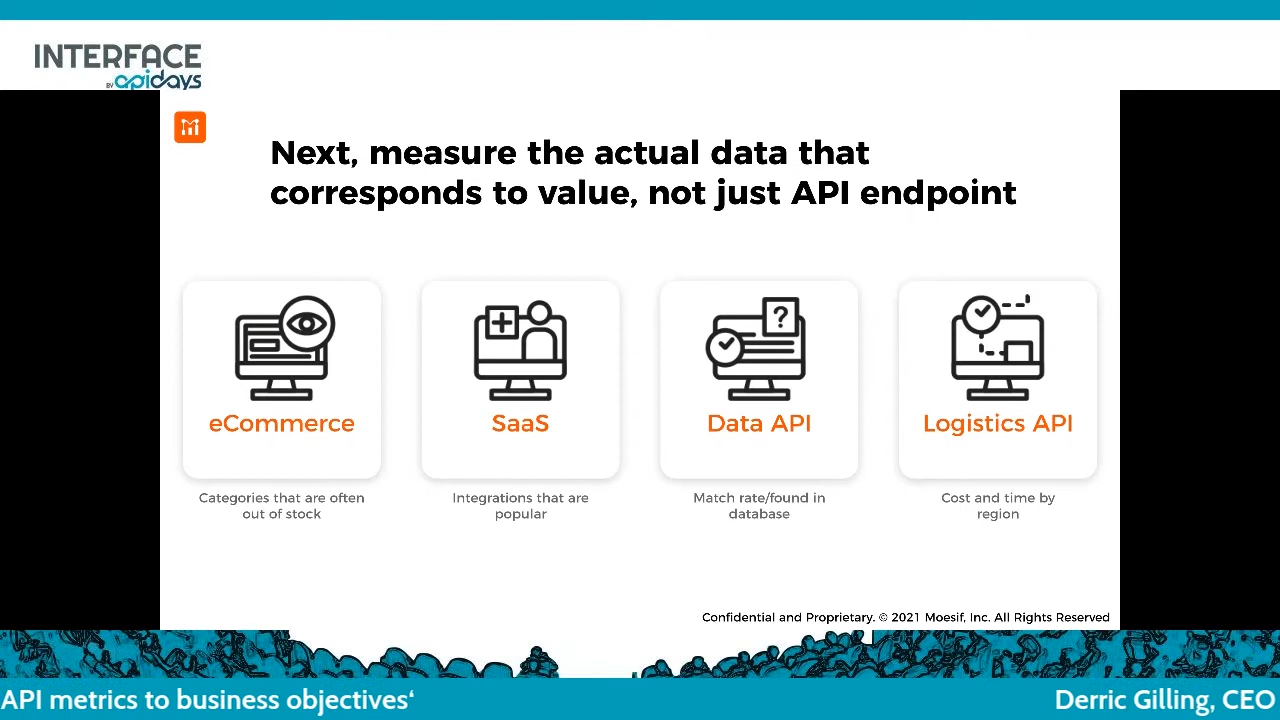 INTERFACE
BY apidays
Next, measure the actual data that
corresponds to value, not just API endpoint
eCommerce
SaaS
Data API
Logistics API
Categories that are often
out of stock
Integrations that are
popular
Match rate/found in
database
Cost and time by
region
Confidential and Proprietary. © 2021 Moesif, Inc. All Rights Reserved
API metrics to business objectives‘
Derric Gilling, CEO